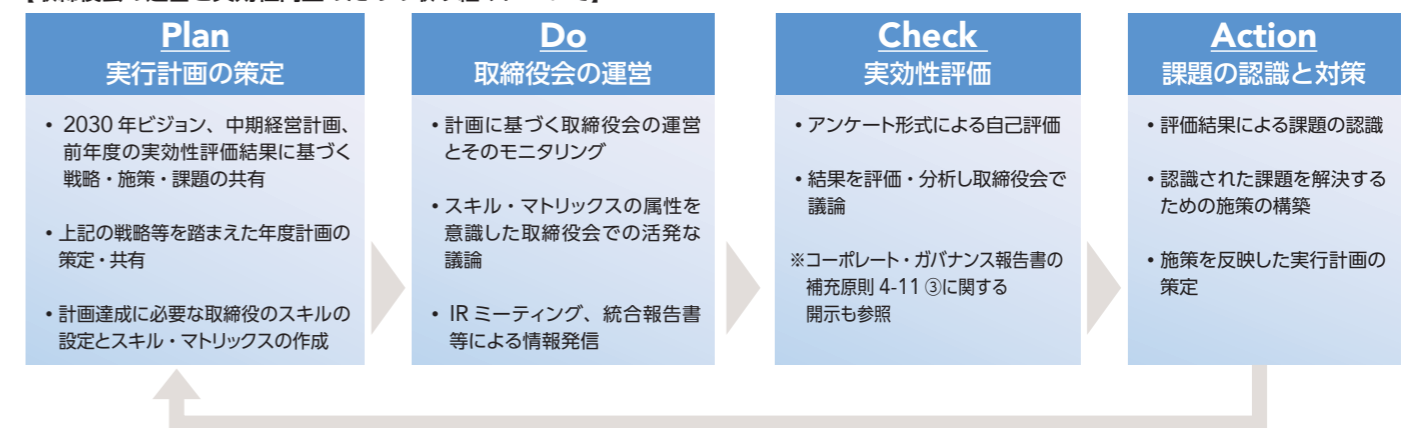 Plan
実行計画の策定
• 2030年ビジョン、中期経営計画、
前年度の実効性評価結果に基づく
戦略・施策・課題の共有
• 上記の戦略等を踏まえた年度計画の
策定・共有
• 計画達成に必要な取締役のスキルの
設定とスキル・マトリックスの作成
Do
取締役会の運営
• 計画に基づく取締役会の運営
とそのモニタリング
• スキル・マトリックスの属性を
意識した取締役会での活発な
議論
• IRミーティング、統合報告書
等による情報発信
Check
実効性評価
• アンケート形式による自己評価
• 結果を評価・分析し取締役会で
議論
※コーポレート・ガバナンス報告書の
補充原則 4-11 ③に関する
開示も参照
Action
課題の認識と対策
• 評価結果による課題の認識
• 認識された課題を解決する
ための施策の構築
• 施策を反映した実行計画の
策定